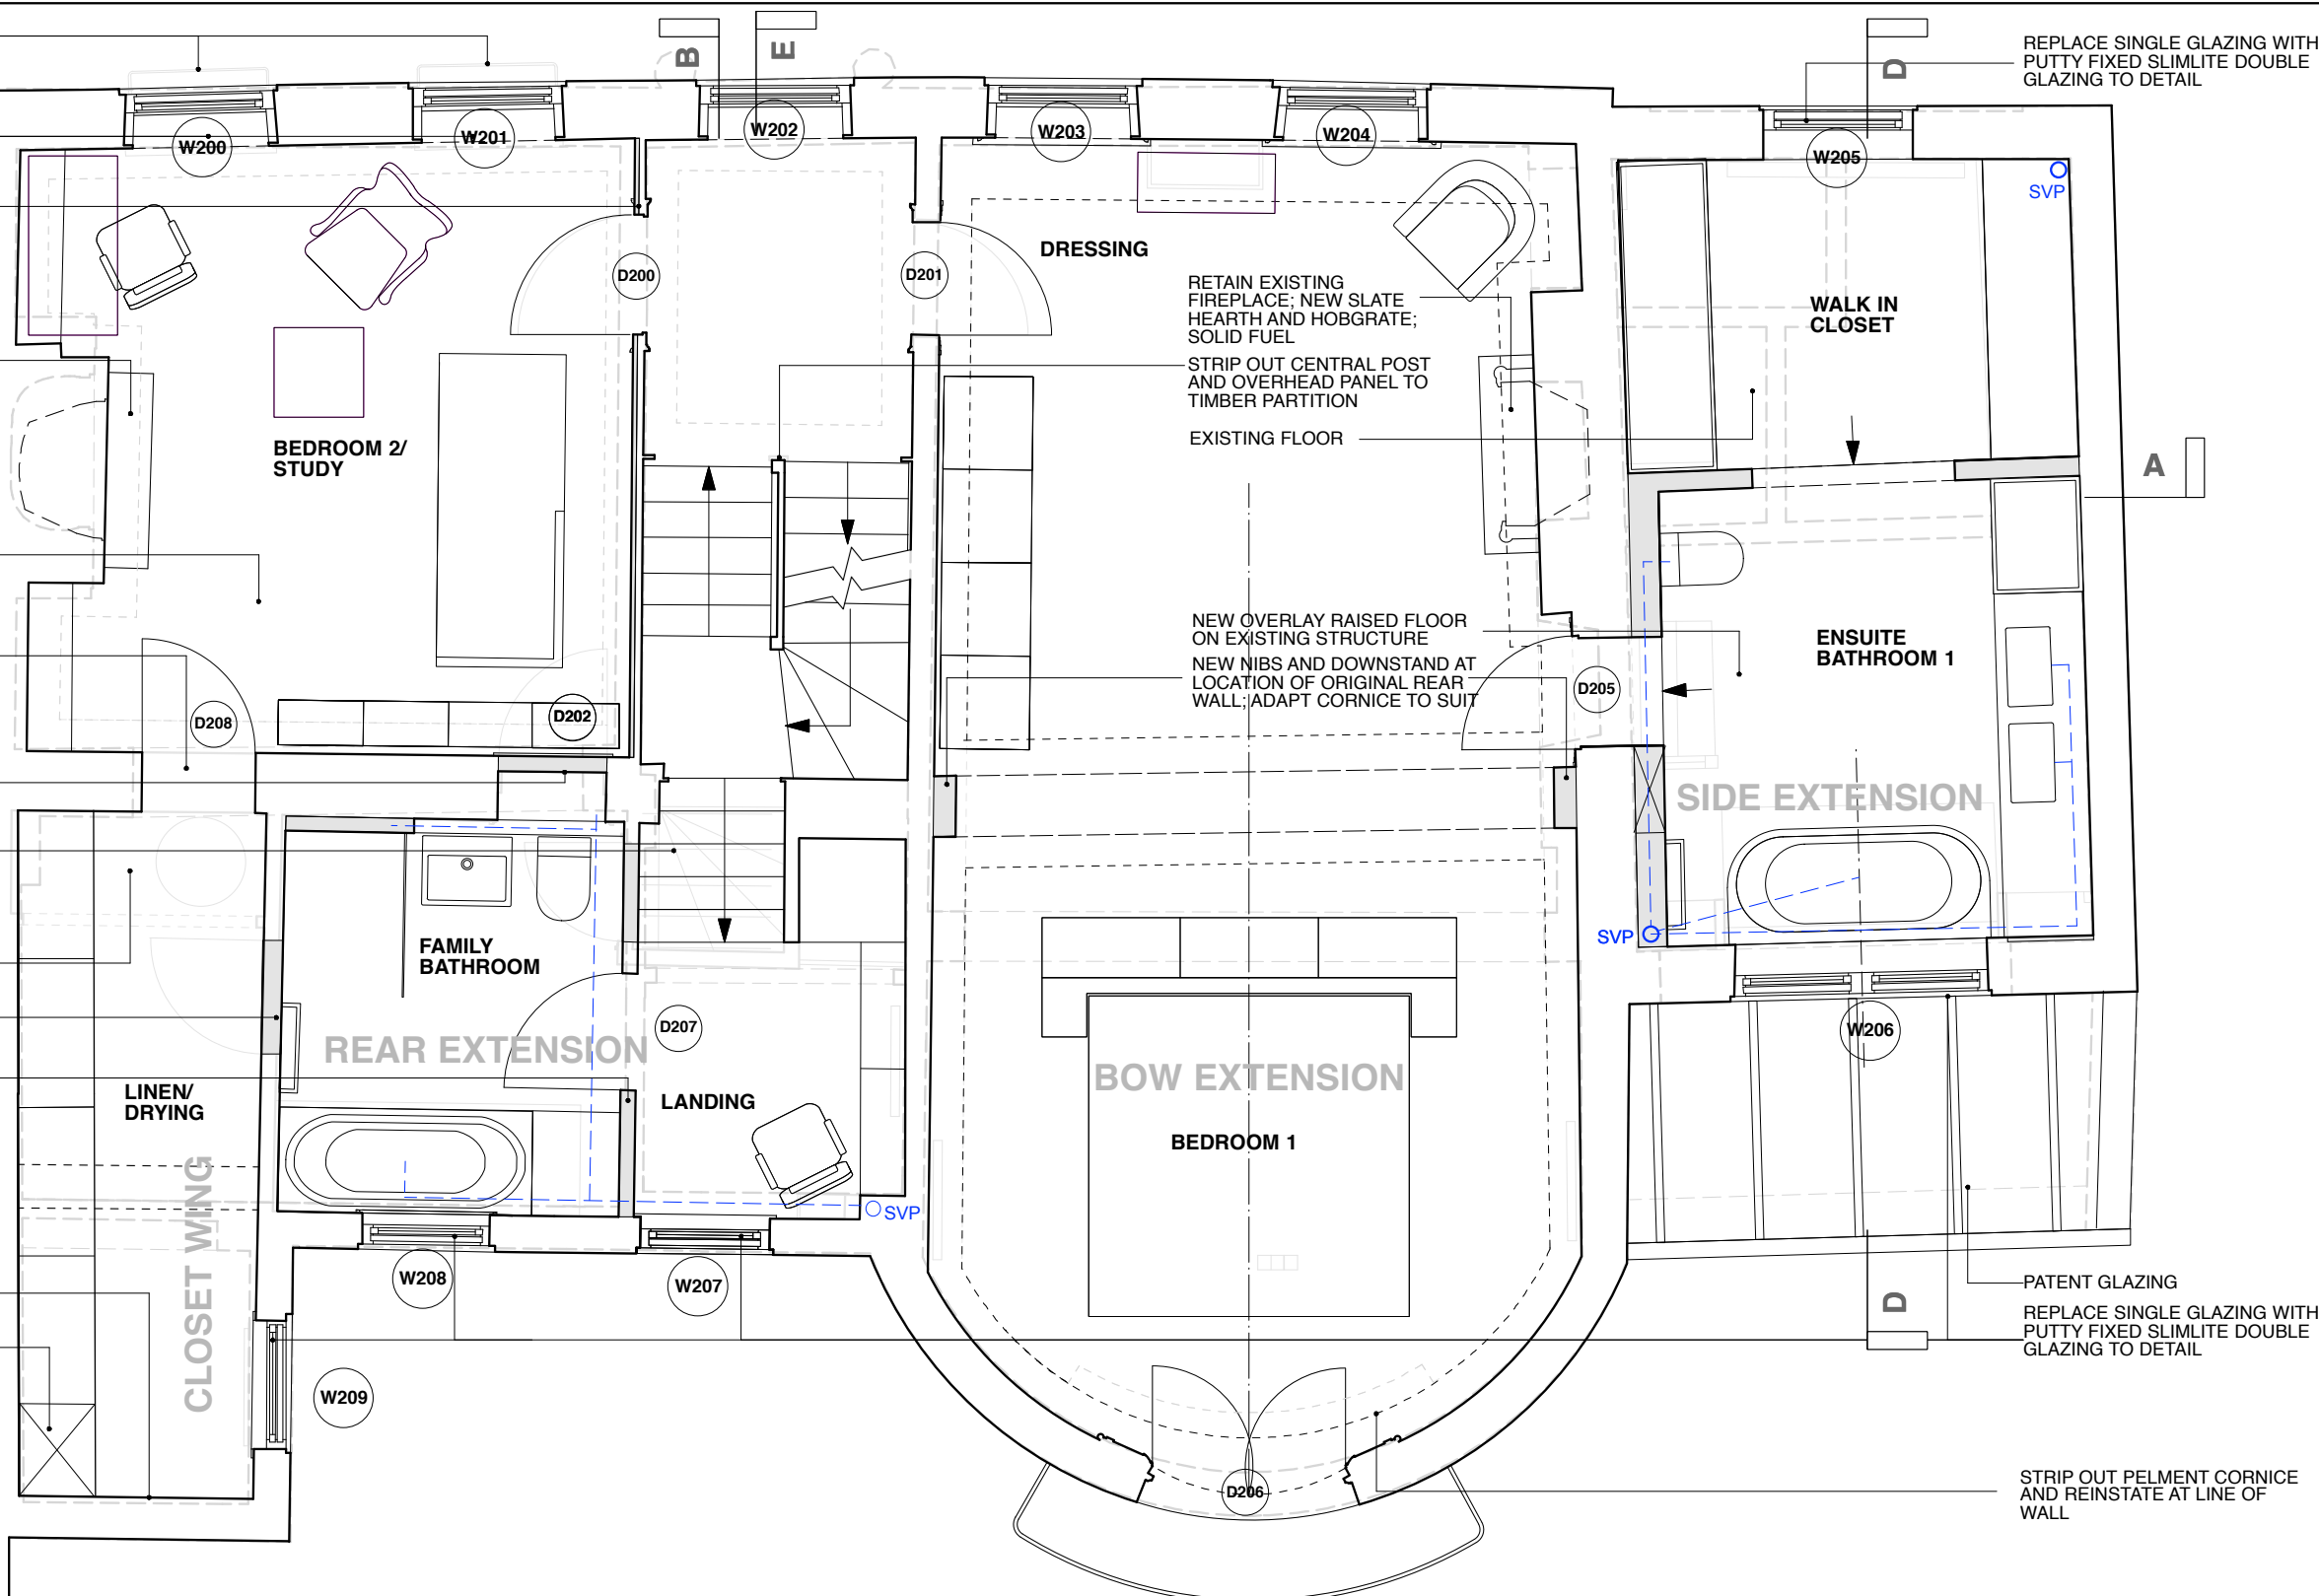 B
E
D
REPLACE SINGLE GLAZING WITH
PUTTY FIXED SLIMLITE DOUBLE
GLAZING TO DETAIL
W200
W201
W202
W203
W204
W205
SVP
D200
D201
DRESSING
RETAIN EXISTING
FIREPLACE; NEW SLATE
HEARTH AND HOBGRATE;
SOLID FUEL
WALK IN
CLOSET
STRIP OUT CENTRAL POST
AND OVERHEAD PANEL TO
TIMBER PARTITION
EXISTING FLOOR
BEDROOM 2/
STUDY
A
NEW OVERLAY RAISED FLOOR
ON EXISTING STRUCTURE
NEW NIBS AND DOWNSTAND AT
LOCATION OF ORIGINAL REAR
WALL; ADAPT CORNICE TO SUIT
ENSUITE
BATHROOM 1
D205
D208
D202
SIDE EXTENSION
FAMILY
BATHROOM
SVP
D207
W206
REAR EXTENSION
BOW EXTENSION
LINEN/
DRYING
LANDING
BEDROOM 1
CLOSET WING
SVP
W208
W207
PATENT GLAZING
D
REPLACE SINGLE GLAZING WITH
PUTTY FIXED SLIMLITE DOUBLE
GLAZING TO DETAIL
W209
D206
STRIP OUT PELMENT CORNICE
AND REINSTATE AT LINE OF
WALL